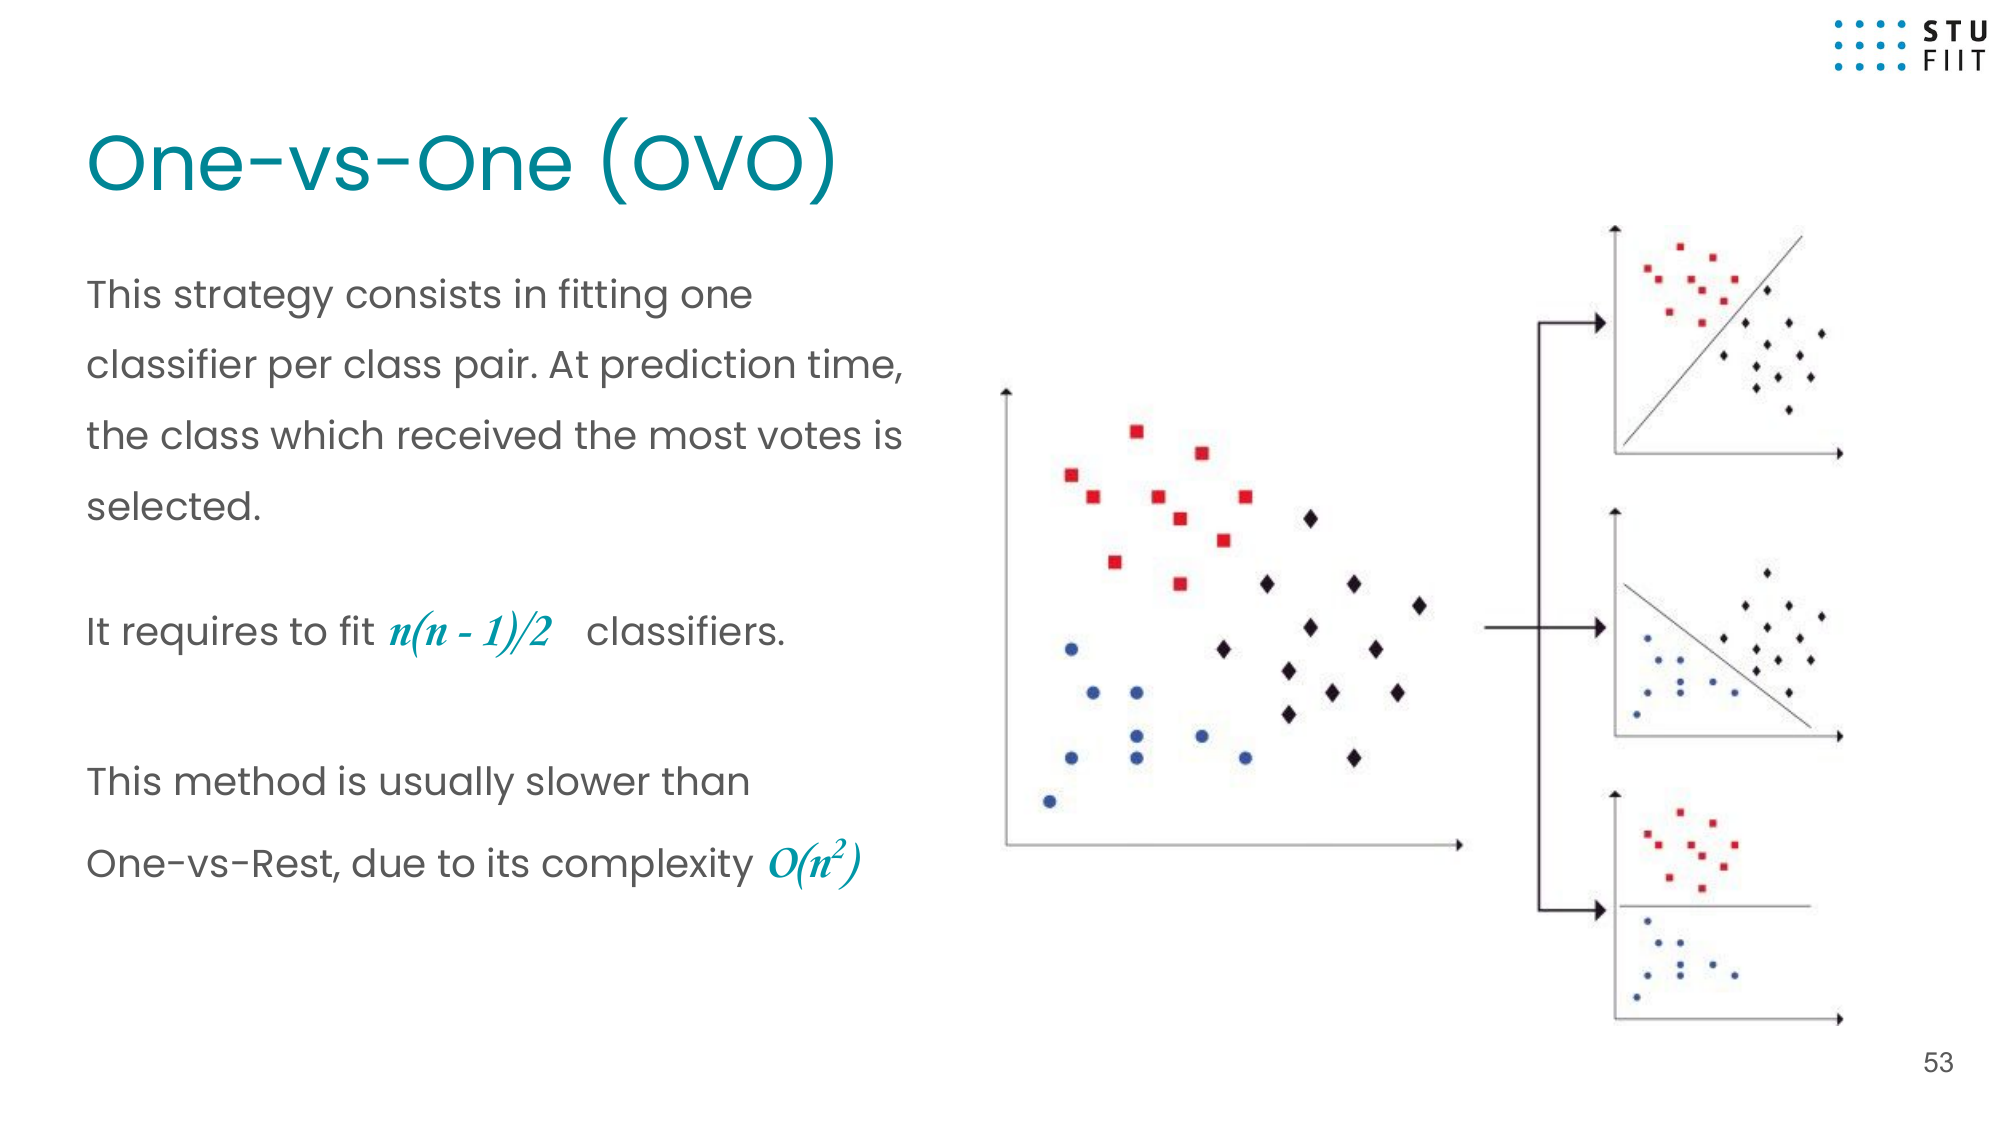 STU
FIIT
One-vs-One (OVO)
This strategy consists in fitting one
classifier per class pair. At prediction time,
the class which received the most votes is
selected.
It requires to fit n(n - 1)/2 classifiers.
This method is usually slower than
One-vs-Rest, due to its complexity O(n²)
53